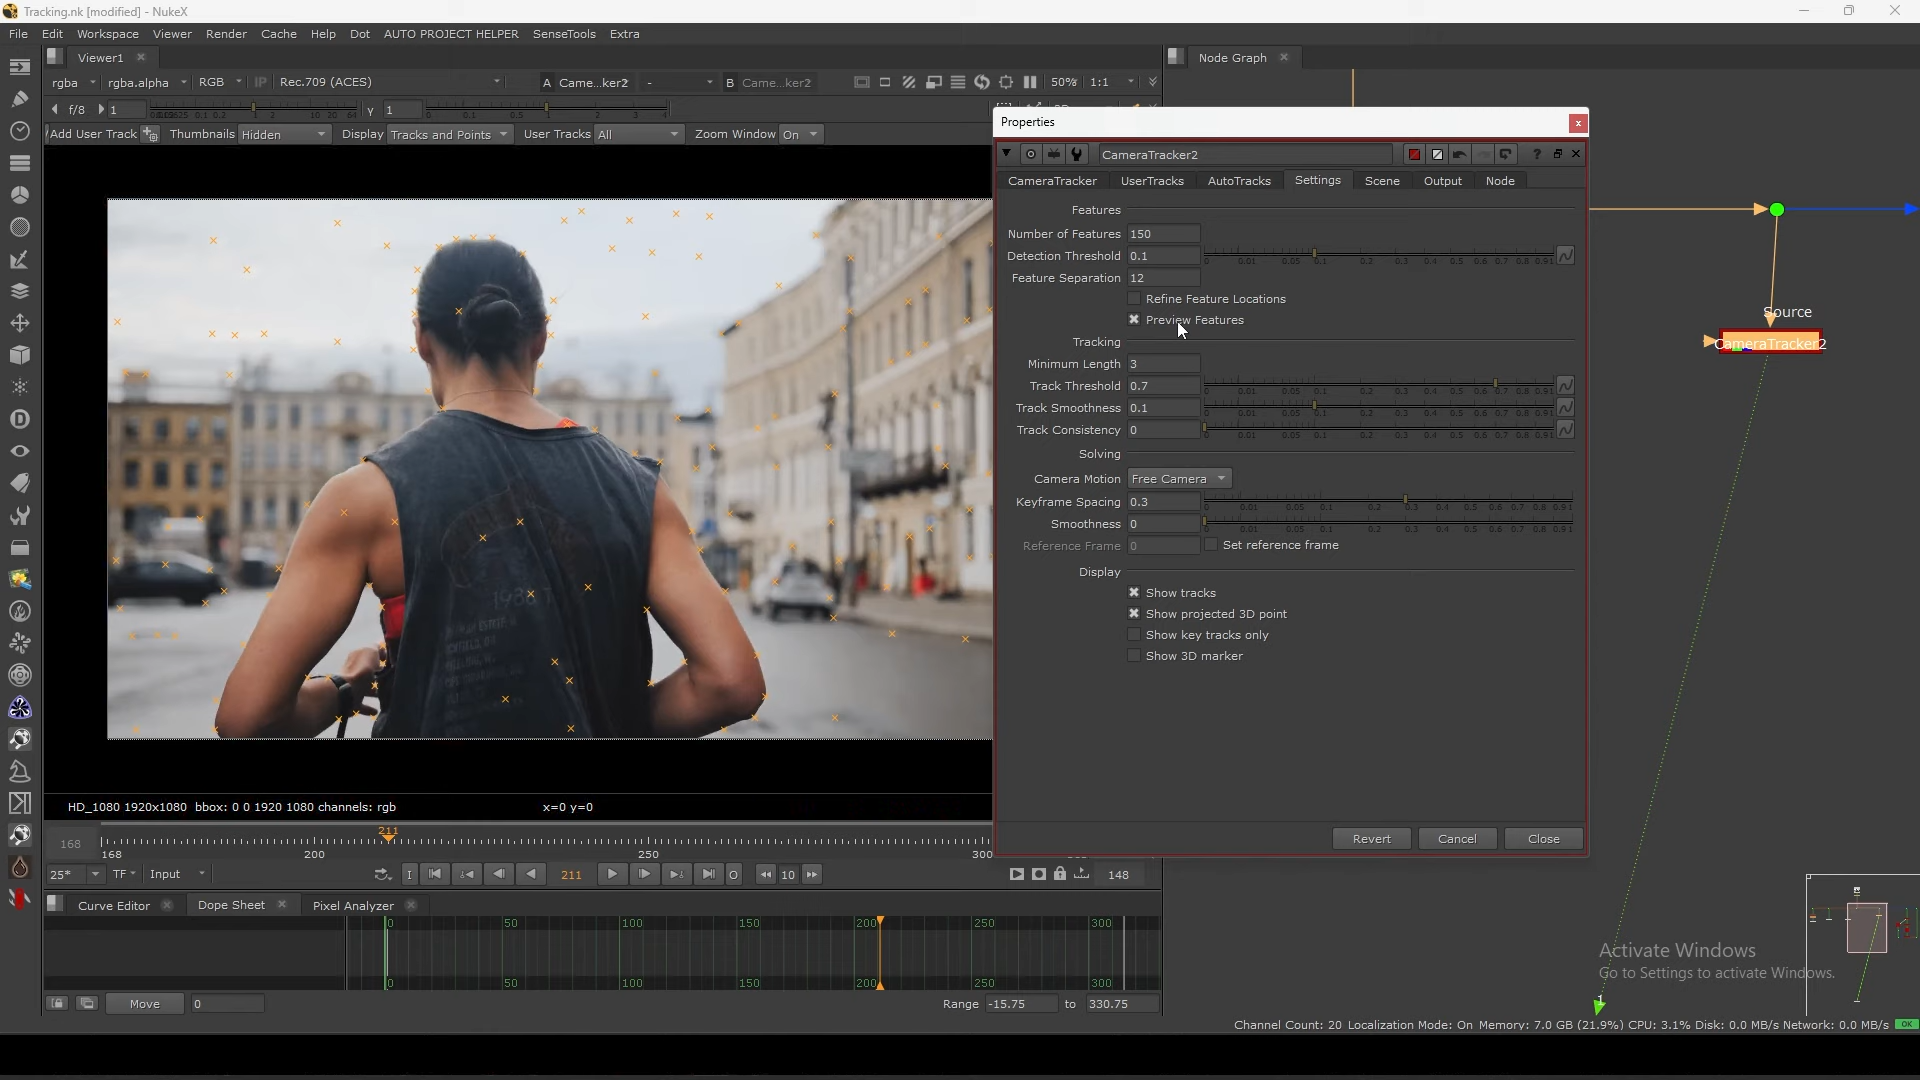 Tracking.nk [modified] - NukeX
File Edit Workspace Viewer Render Cache Help Dot AUTO PROJECT HELPER SenseTools Extra
Viewer1
Node Graph
rgba rgba.alpha RGB IP Rec.709 (ACES) A Came...ker2 - B Came...ker2 50% 1:1
f/8 1 Y 1
Add User Track Thumbnails Hidden Display Tracks and Points User Tracks All Zoom Window On
Properties
CameraTracker2
CameraTracker UserTracks AutoTracks Settings Scene Output Node
Features
Number of Features 150
Detection Threshold 0.1
Feature Separation 12
Refine Feature Locations
Preview Features
Tracking
Minimum Length 3
Track Threshold 0.7
Track Smoothness 0.1
Track Consistency 0
Solving
Camera Motion Free Camera
Keyframe Spacing 0.3
Smoothness 0
Reference Frame 0 Set reference frame
Display
Show tracks
Show projected 3D point
Show key tracks only
Show 3D marker
Revert Cancel Close
Source
CameraTracker2
HD_1080 1920x1080 bbox: 0 0 1920 1080 channels: rgb x=0 y=0
168 211
168 200 250 300
25* TF Input I 211 O 10 148
Curve Editor Dope Sheet Pixel Analyzer
0 50 100 150 200 250 300
0 50 100 150 200 250 300
Move 0 Range -15.75 to 330.75
Activate Windows
Go to Settings to activate Windows.
1
Channel Count: 20 Localization Mode: On Memory: 7.0 GB (21.9%) CPU: 3.1% Disk: 0.0 MB/s Network: 0.0 MB/s OK